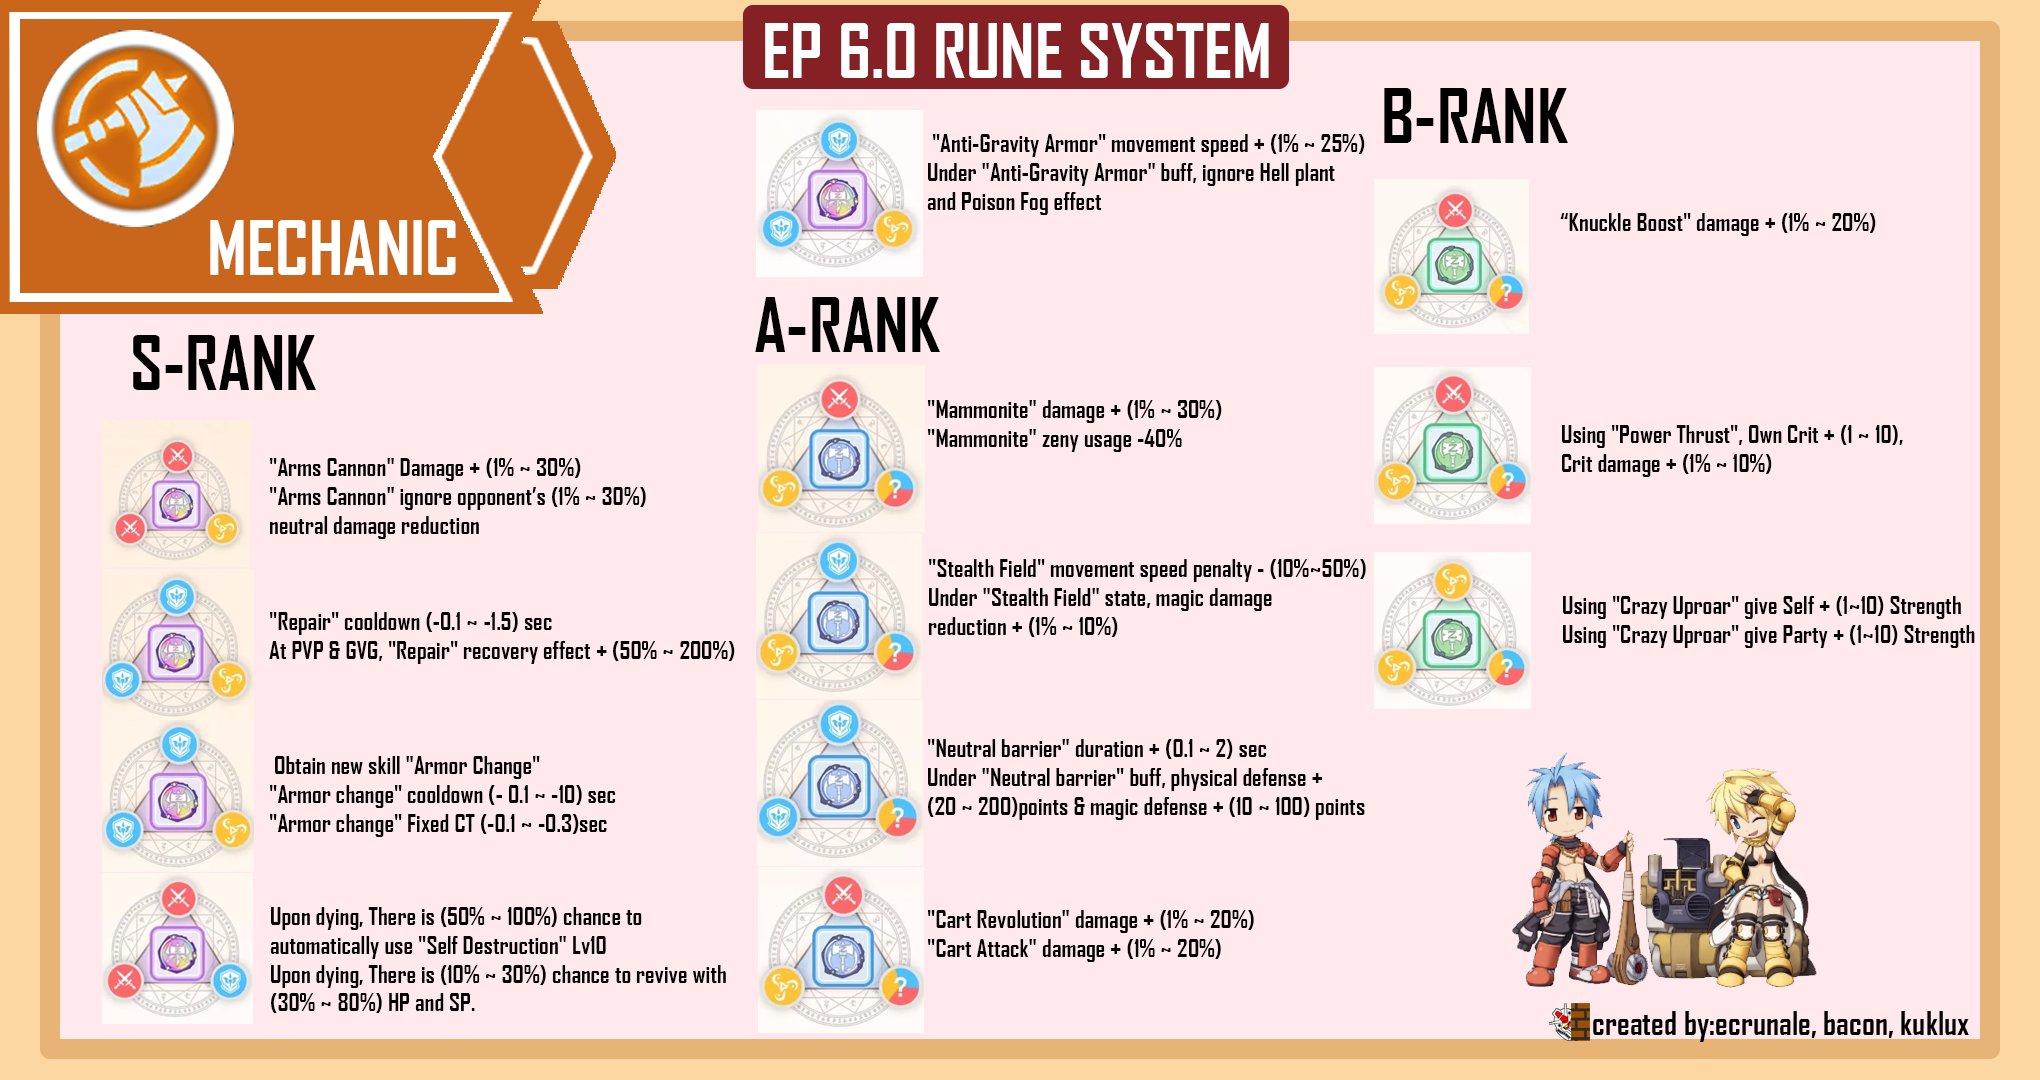 EP 6.0 RUNE SYSTEM
MECHANIC
S-RANK
"Arms Cannon" Damage + (1% ~ 30%)
"Arms Cannon" ignore opponent's (1% ~ 30%)
neutral damage reduction
"Repair" cooldown (-0.1 ~ -1.5) sec
At PVP & GVG, "Repair" recovery effect + (50% ~ 200%)
Obtain new skill "Armor Change"
"Armor change" cooldown (- 0.1 ~ -10) sec
"Armor change" Fixed CT (-0.1 ~ -0.3)sec
Upon dying, There is (50% ~ 100%) chance to
automatically use "Self Destruction" Lv10
Upon dying, There is (10% ~ 30%) chance to revive with
(30% ~ 80%) HP and SP.
"Anti-Gravity Armor" movement speed + (1% ~ 25%)
Under "Anti-Gravity Armor" buff, ignore Hell plant
and Poison Fog effect
A-RANK
"Mammonite" damage + (1% ~ 30%)
"Mammonite" zeny usage -40%
"Stealth Field" movement speed penalty - (10%~50%)
Under "Stealth Field" state, magic damage
reduction + (1% ~ 10%)
"Neutral barrier" duration + (0.1 ~ 2) sec
Under "Neutral barrier" buff, physical defense +
(20 ~ 200)points & magic defense + (10 ~ 100) points
"Cart Revolution" damage + (1% ~ 20%)
"Cart Attack" damage + (1% ~ 20%)
B-RANK
“Knuckle Boost" damage + (1% ~ 20%)
Using "Power Thrust", Own Crit + (1 ~ 10),
Crit damage + (1% ~ 10%)
Using "Crazy Uproar" give Self + (1~10) Strength
Using "Crazy Uproar" give Party + (1~10) Strength
created by:ecrunale, bacon, kuklux